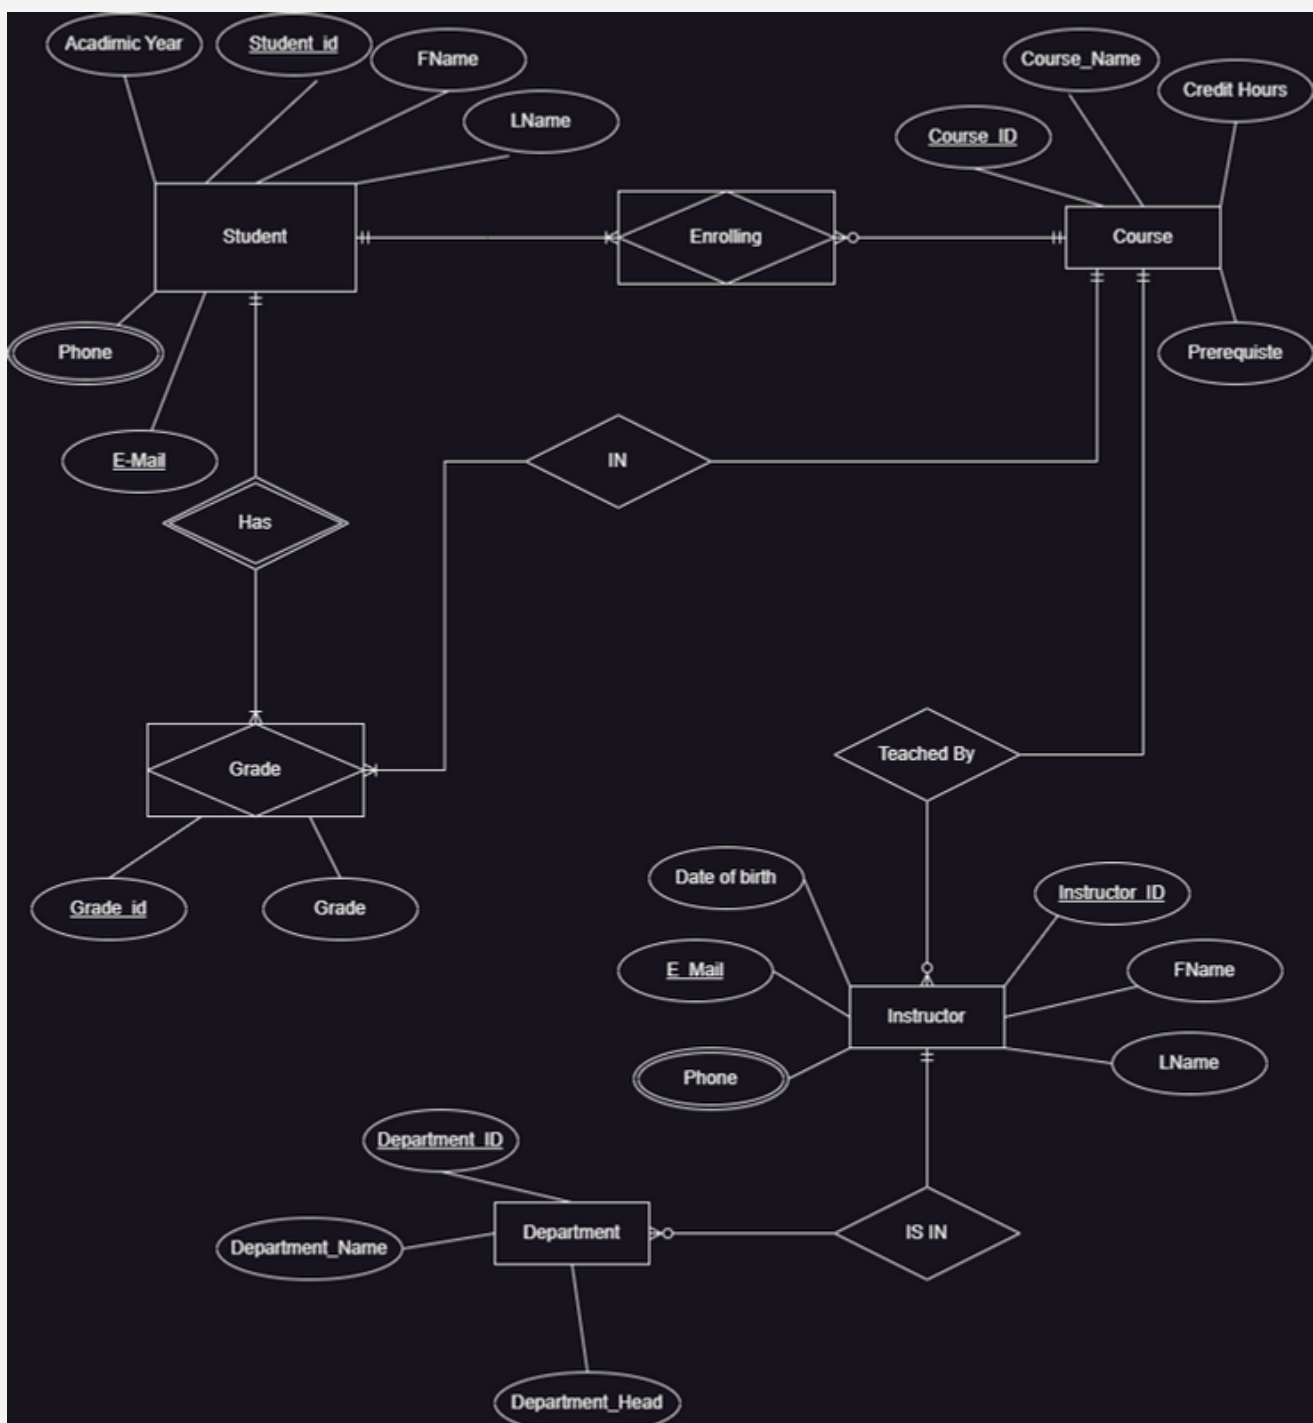 Acadimic Year
Student_id
FName
LName
Course_Name
Credit Hours
Course_ID
Student
Enrolling
Course
Phone
Prerequiste
E-Mail
IN
Has
Teached By
Grade
Date of birth
Instructor_ID
Grade_id
Grade
E_Mail
FName
Instructor
LName
Phone
Department_ID
Department
IS IN
Department_Name
Department_Head